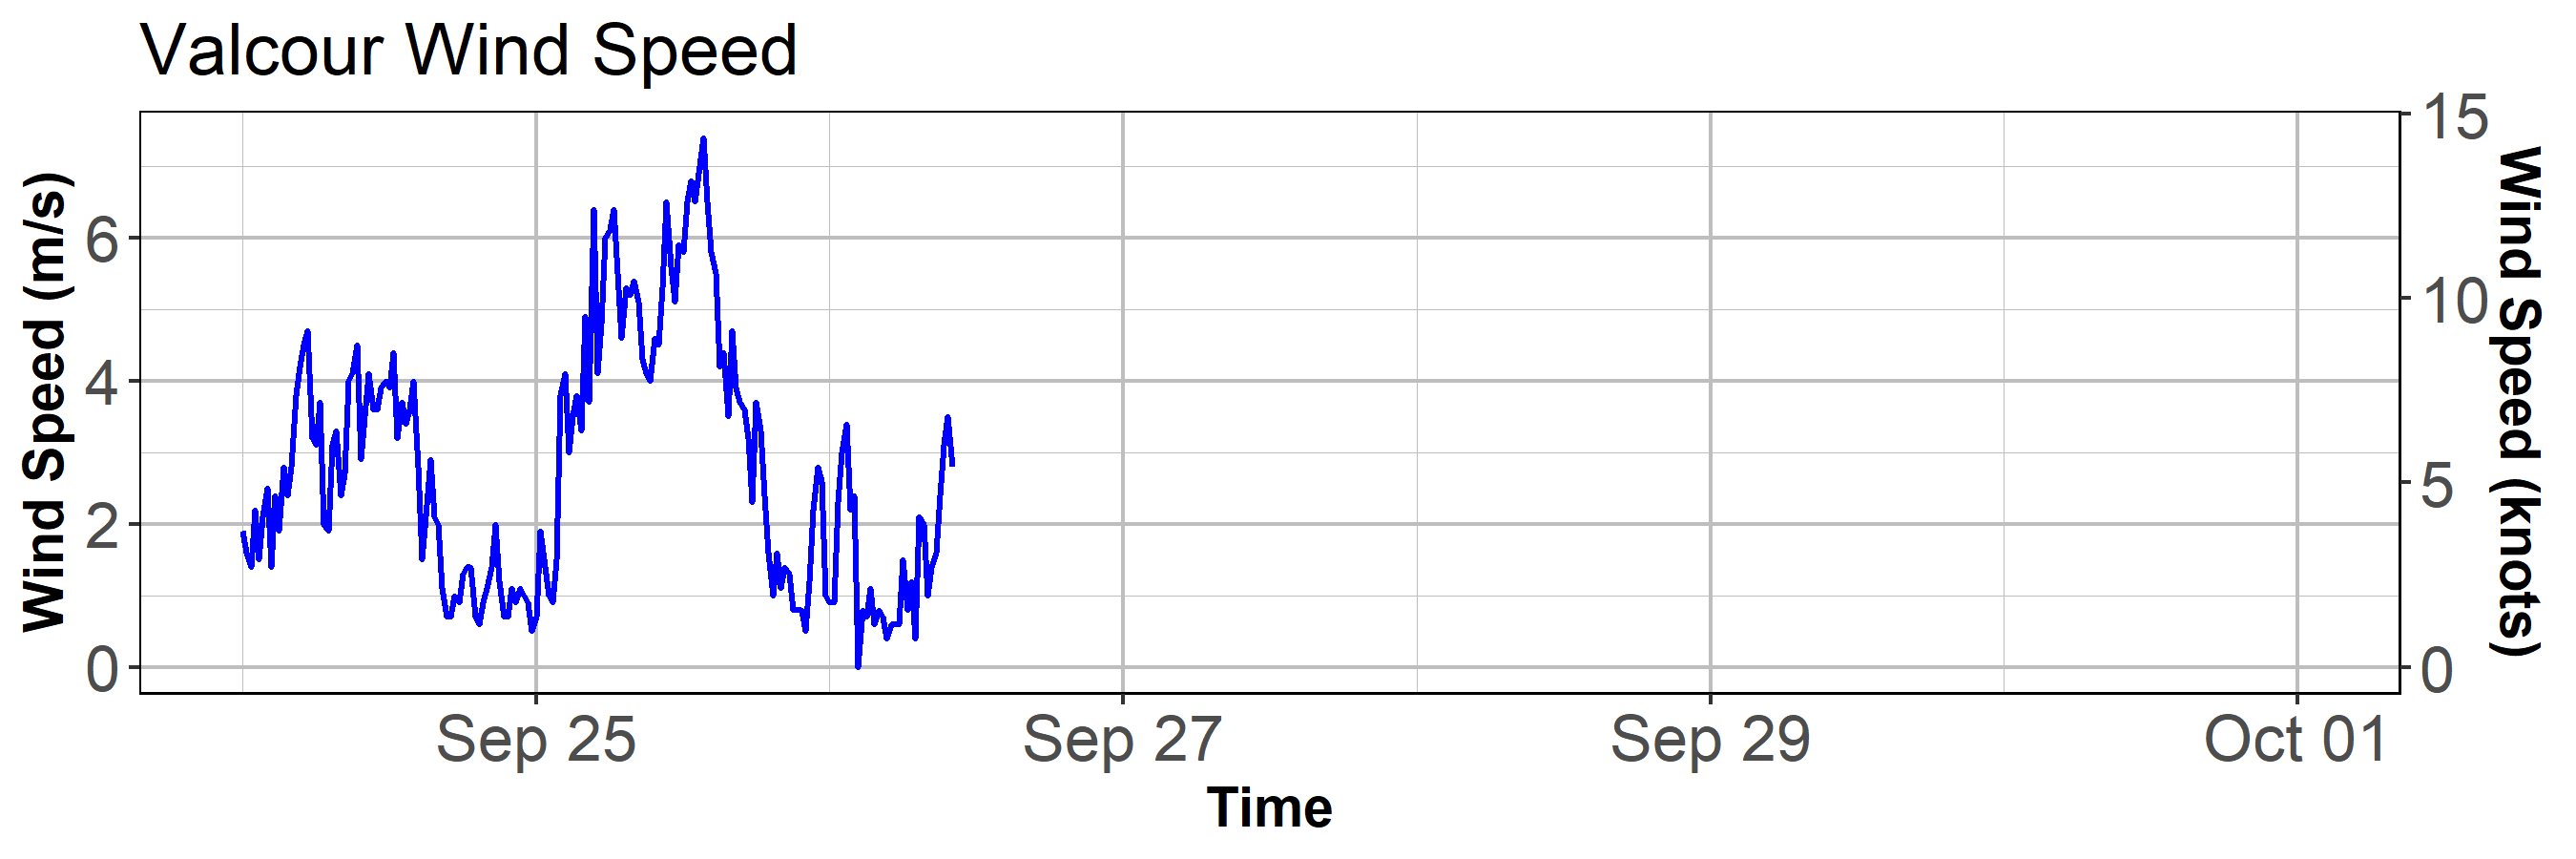 Valcour Wind Speed
Wind Speed (m/s)
6
4
2
0
15
10
5
0
Wind Speed (knots)
Sep 25 Sep 27 Sep 29 Oct 01
Time